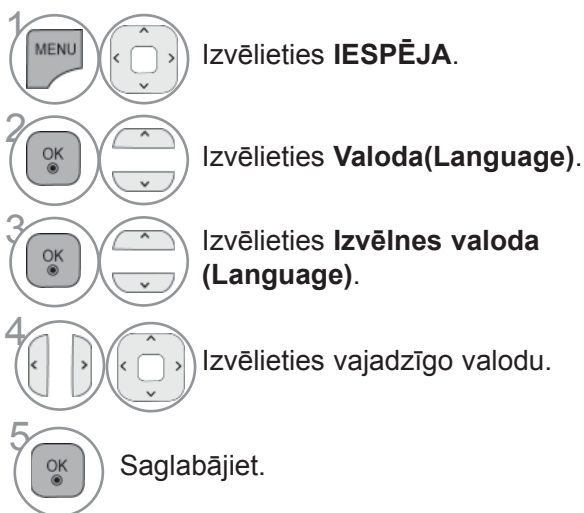 1
MENU
Izvēlieties IESPĒJA.
2
OK
Izvēlieties Valoda(Language).
3
OK
Izvēlieties Izvēlnes valoda
(Language).
4
Izvēlieties vajadzīgo valodu.
5
OK
Saglabājiet.